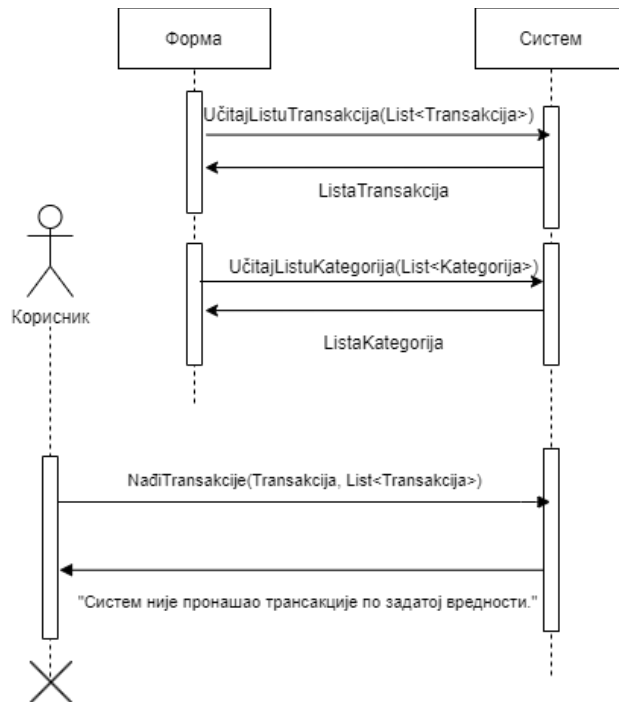 Форма
Систем
UčitajListuTransakcija(List<Transakcija>)
ListaTransakcija
UčitajListuKategorija(List<Kategorija>)
ListaKategorija
Корисник
NađiTransakcije(Transakcija, List<Transakcija>)
"Систем није пронашао трансакције по задатој вредности."